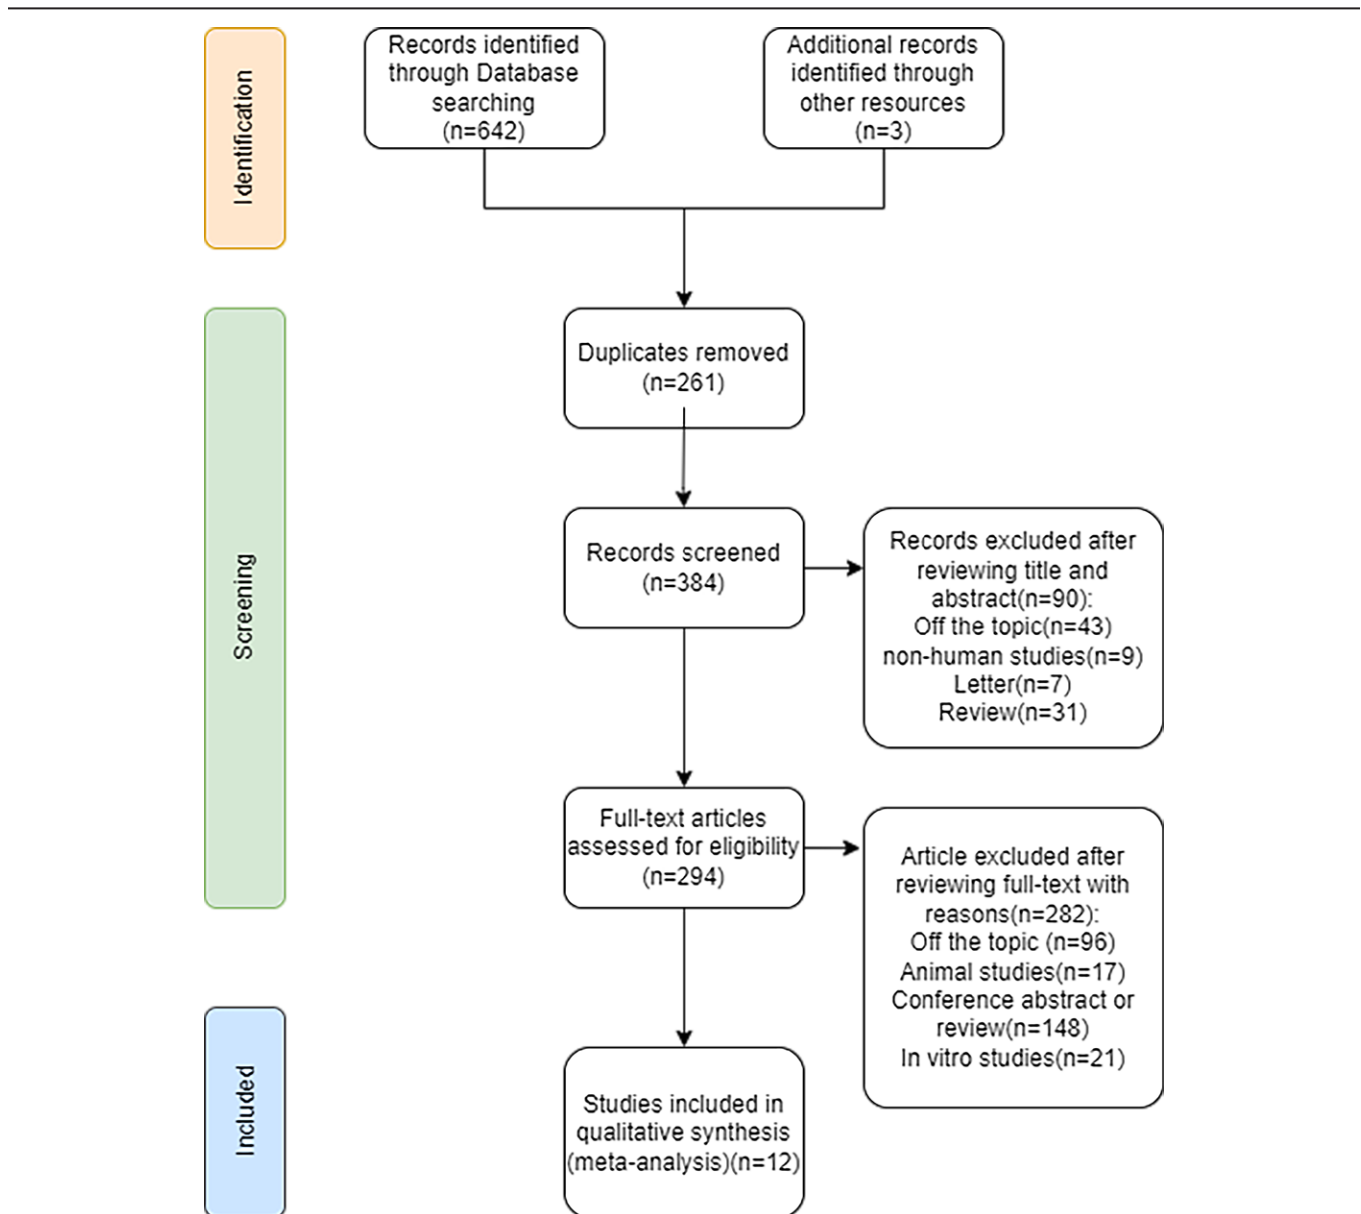 Identification
Records identified
through Database
searching
(n=642)
Additional records
identified through
other resources
(n=3)
Screening
Duplicates removed
(n=261)
Records screened
(n=384)
Records excluded after
reviewing title and
abstract(n=90):
Off the topic(n=43)
non-human studies(n=9)
Letter(n=7)
Review(n=31)
Full-text articles
assessed for eligibility
(n=294)
Article excluded after
reviewing full-text with
reasons(n=282):
Off the topic (n=96)
Animal studies(n=17)
Conference abstract or
review(n=148)
In vitro studies(n=21)
Included
Studies included in
qualitative synthesis
(meta-analysis)(n=12)